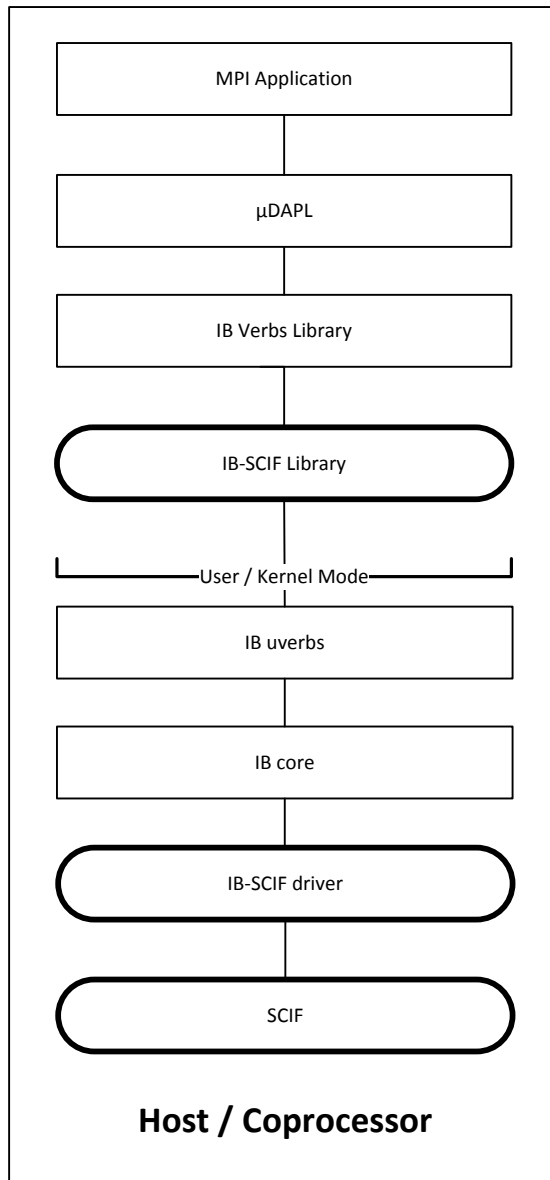 MPI Application
µDAPL
IB Verbs Library
IB-SCIF Library
User / Kernel Mode
IB uverbs
IB core
IB-SCIF driver
SCIF
Host / Coprocessor